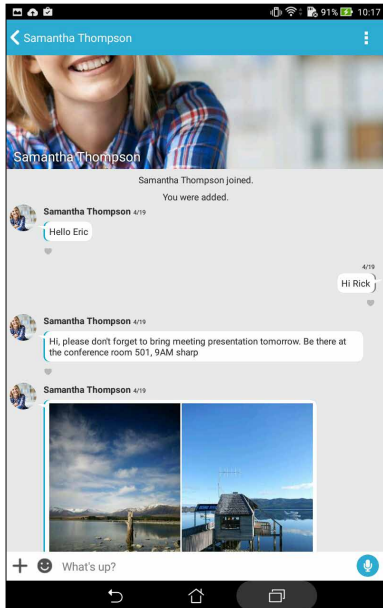 91% 10:17
Samantha Thompson
Samantha Thompson
Samantha Thompson joined.
You were added.
Samantha Thompson 4/19
Hello Eric
4/19
Hi Rick
Samantha Thompson 4/19
Hi, please don't forget to bring meeting presentation tomorrow. Be there at
the conference room 501, 9AM sharp
Samantha Thompson 4/19
What's up?